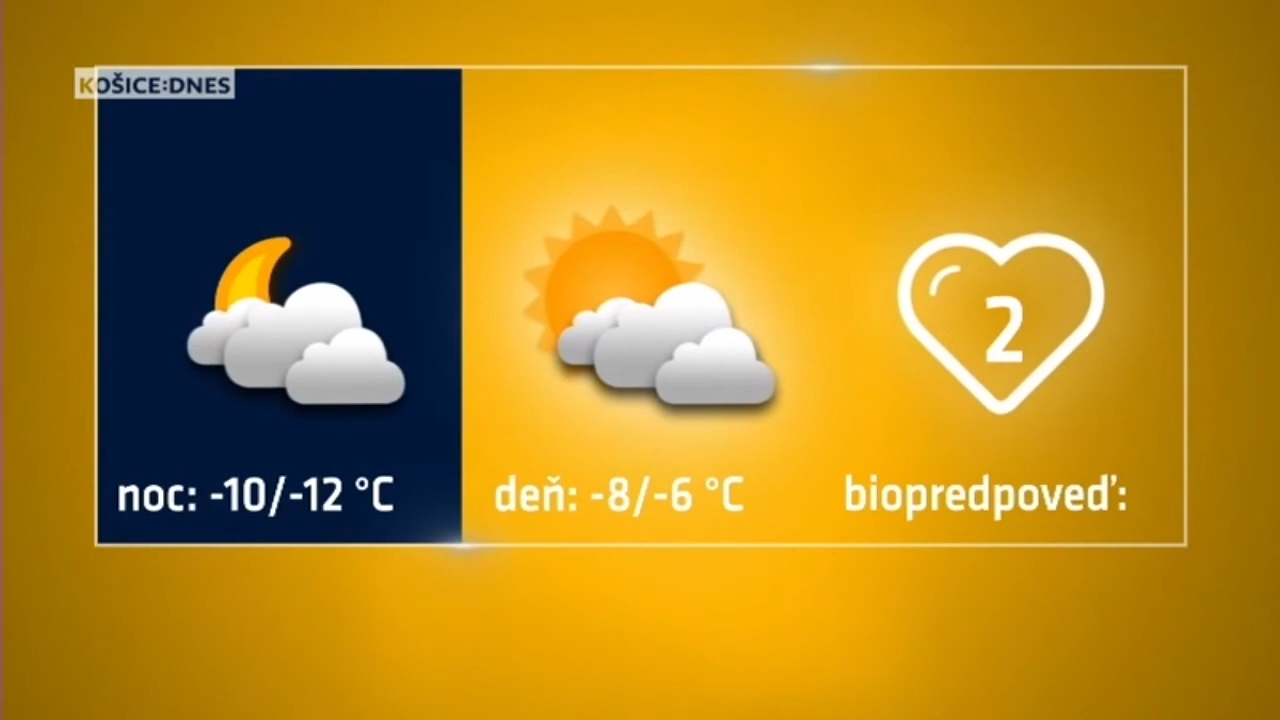 KOŠICE:DNES
2
noc: -10/-12 °C
deň: -8/-6 °C
biopredpoveď: